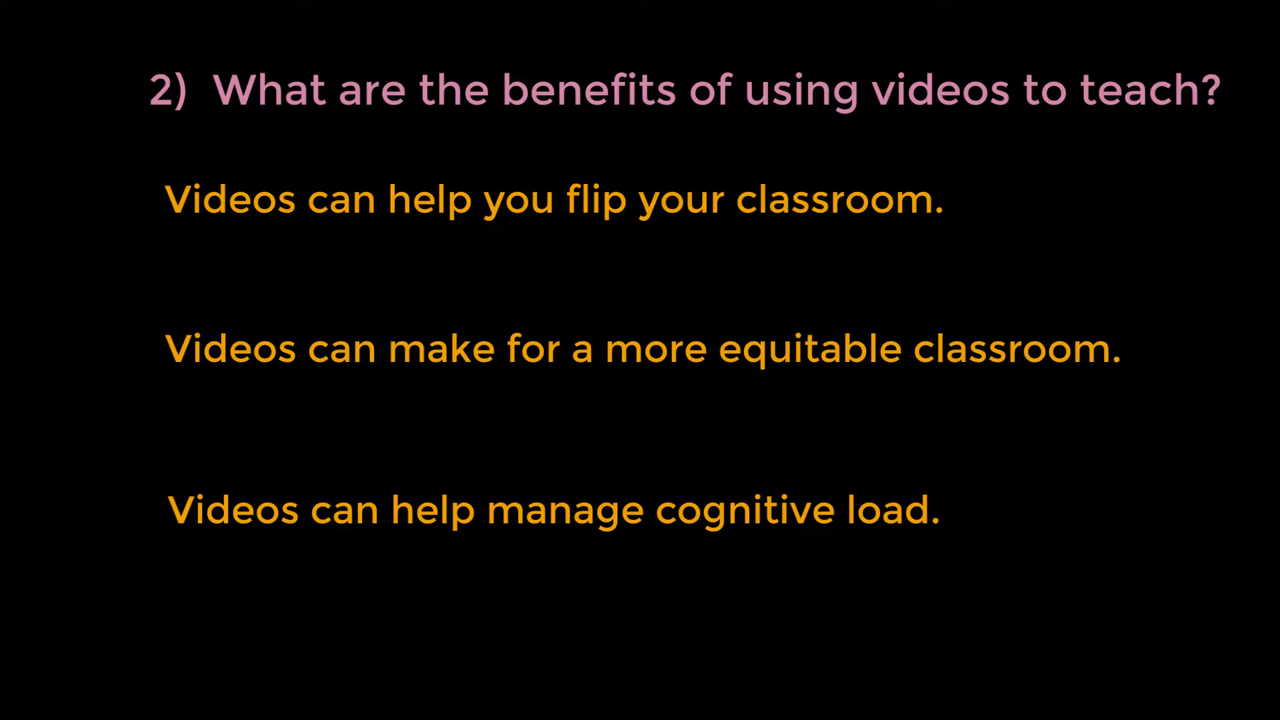 2) What are the benefits of using videos to teach?
Videos can help you flip your classroom.
Videos can make for a more equitable classroom.
Videos can help manage cognitive load.